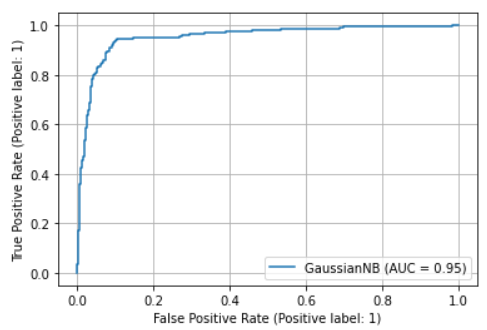 1.0
0.8
0.6
0.4
0.2
0.0
True Positive Rate (Positive label: 1)
GaussianNB (AUC = 0.95)
0.0 0.2 0.4 0.6 0.8 1.0
False Positive Rate (Positive label: 1)